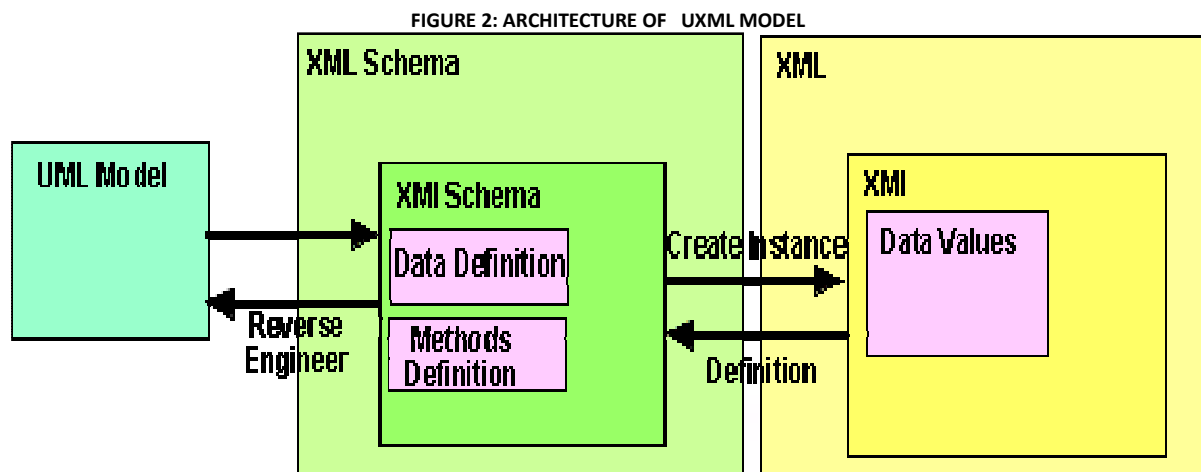 FIGURE 2: ARCHITECTURE OF UXML MODEL
XML Schema
XML
UML Model
XMI Schema
XMI
Data Definition
Create Instance
Data Values
Reverse
Engineer
Methods
Definition
Definition